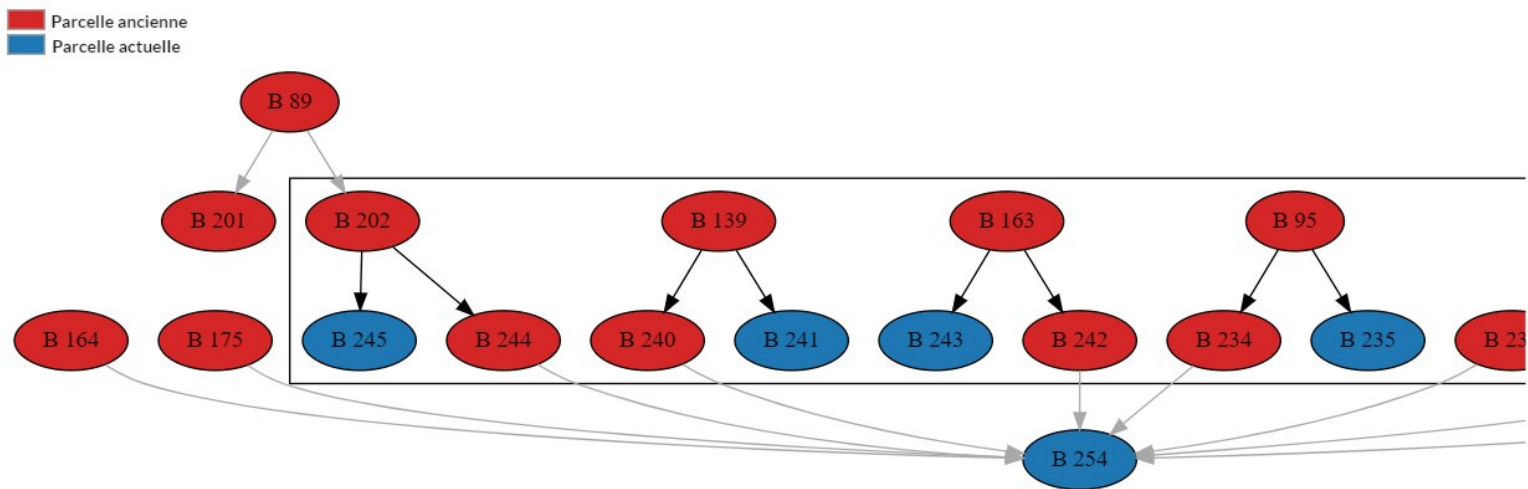 Parcelle ancienne
Parcelle actuelle
B 89
B 201
B 202
B 139
B 163
B 95
B 164
B 175
B 245
B 244
B 240
B 241
B 243
B 242
B 234
B 235
B 254